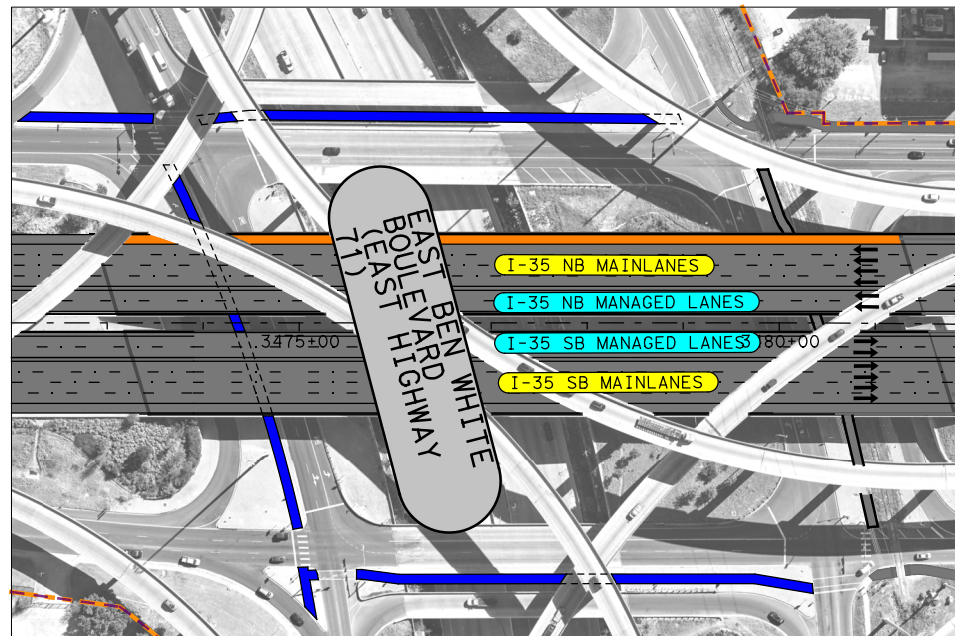 EAST BEN WHITE
BOULEVARD
(EAST HIGHWAY
71)
I-35 NB MAINLANES
I-35 NB MANAGED LANES
3475+00
I-35 SB MANAGED LANES
3480+00
I-35 SB MAINLANES